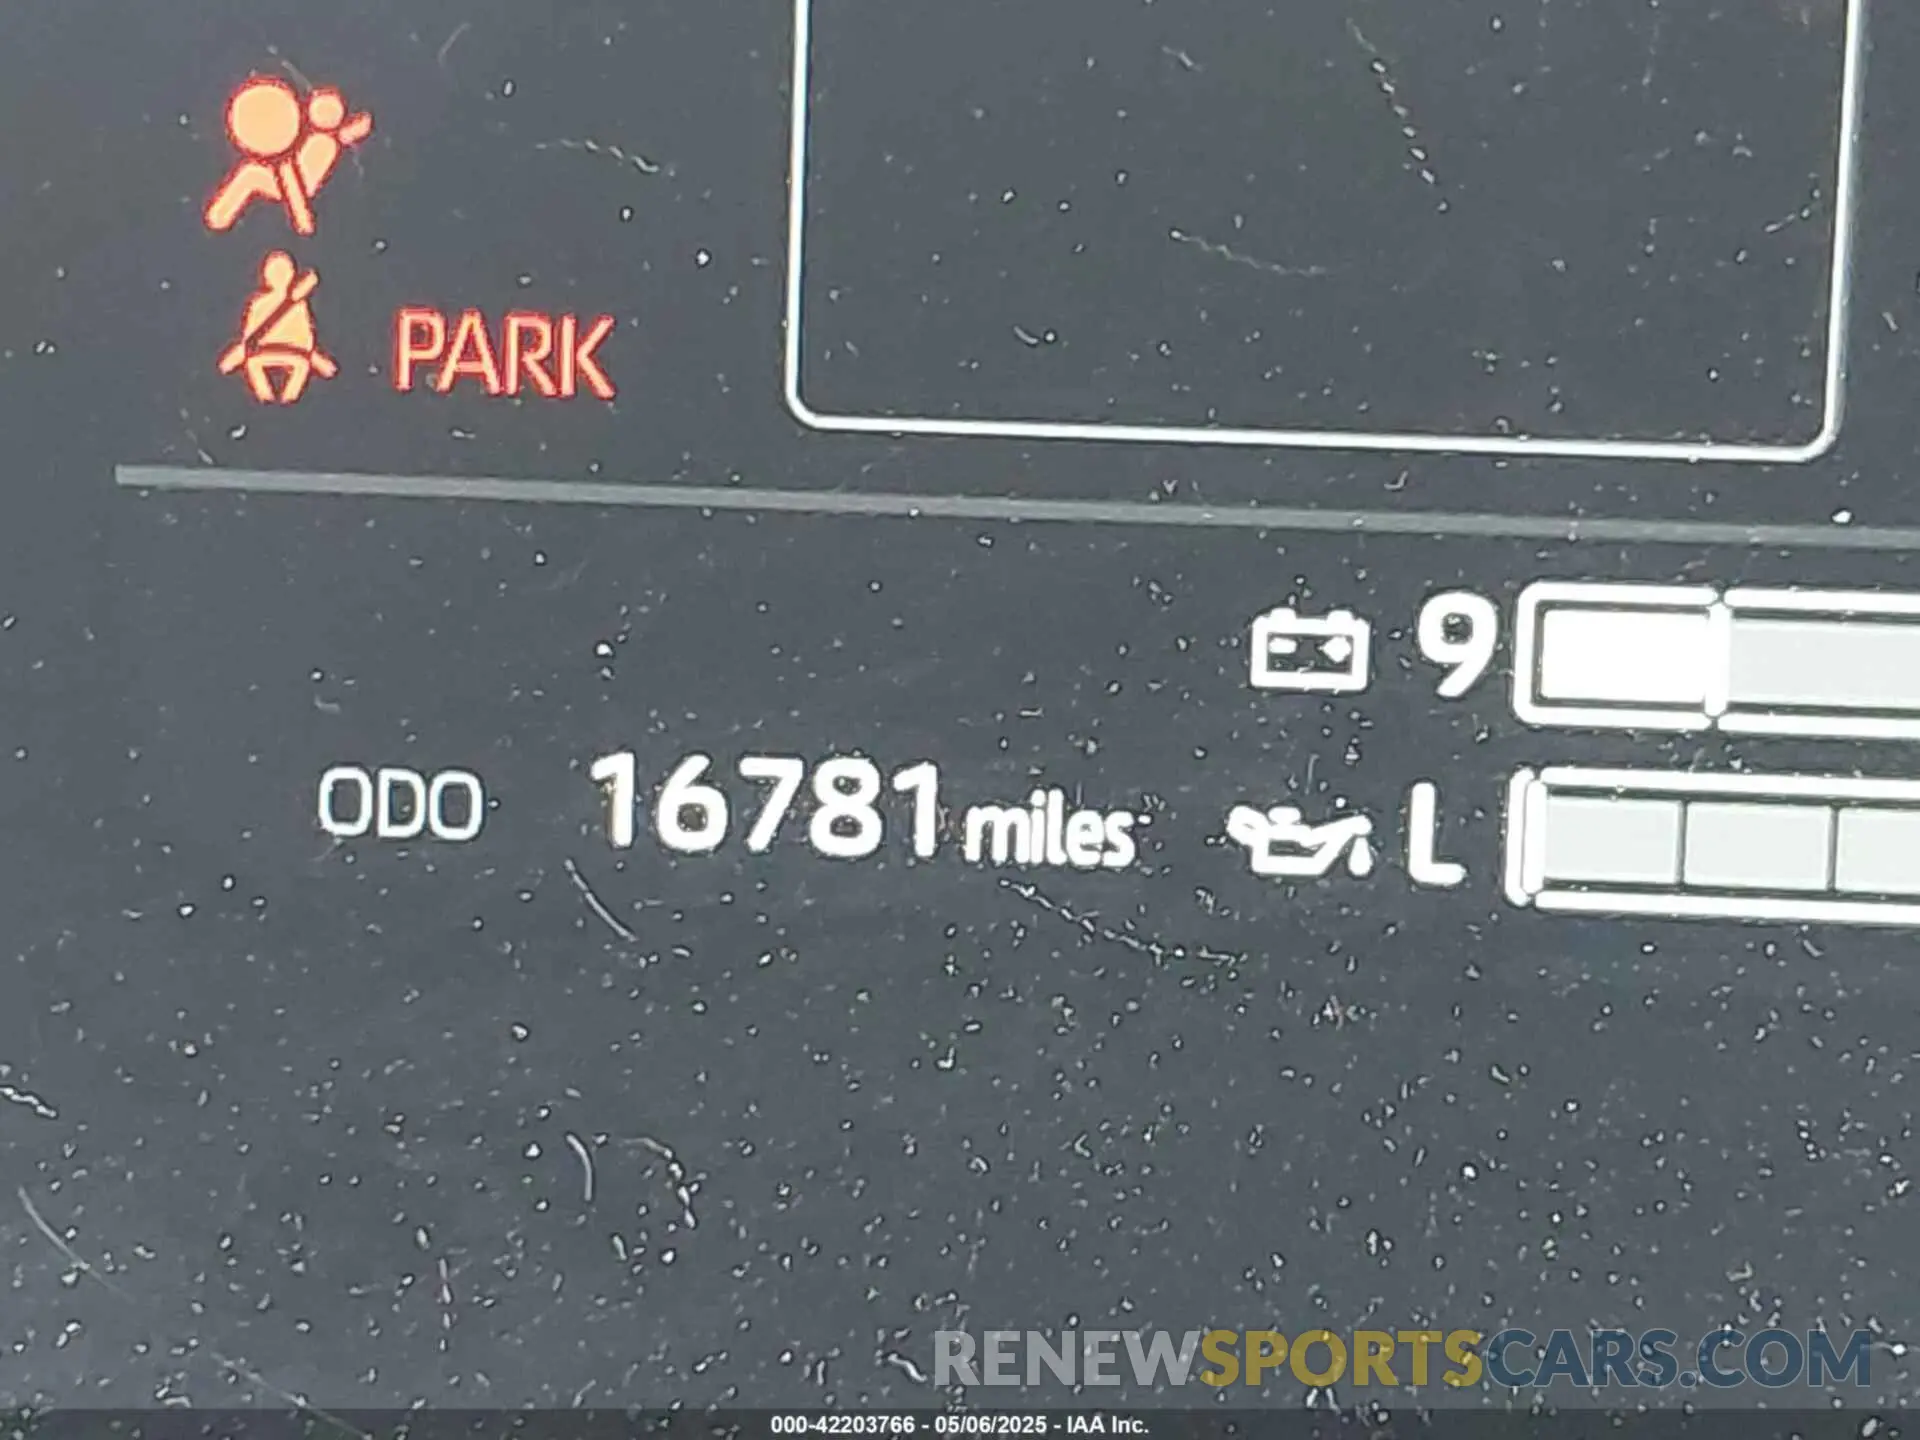 PARK
9
ODO 16781 miles L
RENEWSPORTSCARS.COM
000-42203766 - 05/06/2025 - IAA Inc.